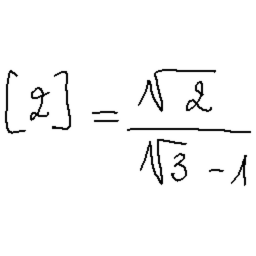 [2] = √2 / (√3 - 1)